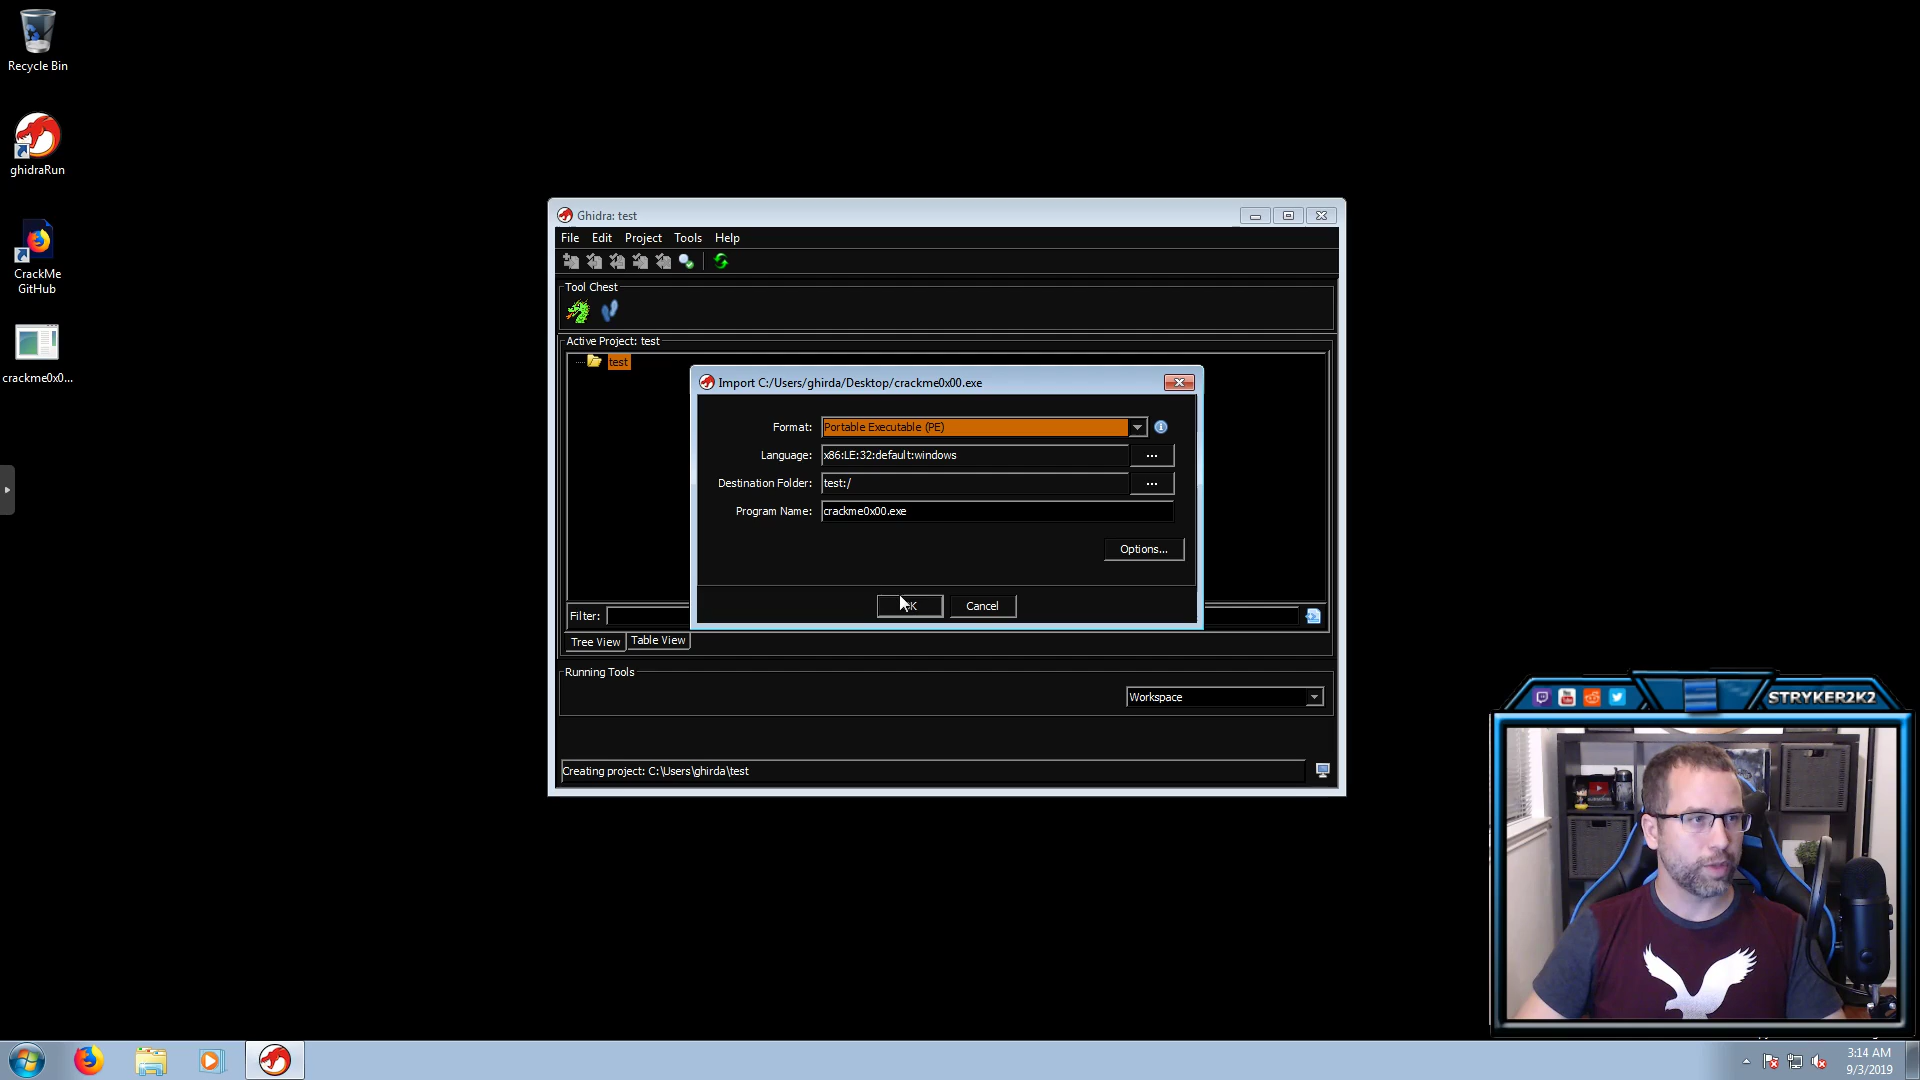 Recycle Bin
ghidraRun
CrackMe
GitHub
crackme0x0...
Ghidra: test
File Edit Project Tools Help
Tool Chest
Active Project: test
test
Import C:/Users/ghirda/Desktop/crackme0x00.exe
Format: Portable Executable (PE)
Language: x86:LE:32:default:windows ...
Destination Folder: test:/ ...
Program Name: crackme0x00.exe
Options...
Cancel
Filter:
Tree View Table View
Running Tools
Workspace
Creating project: C:\Users\ghirda\test
STRYKER2K2
3:14 AM
9/3/2019